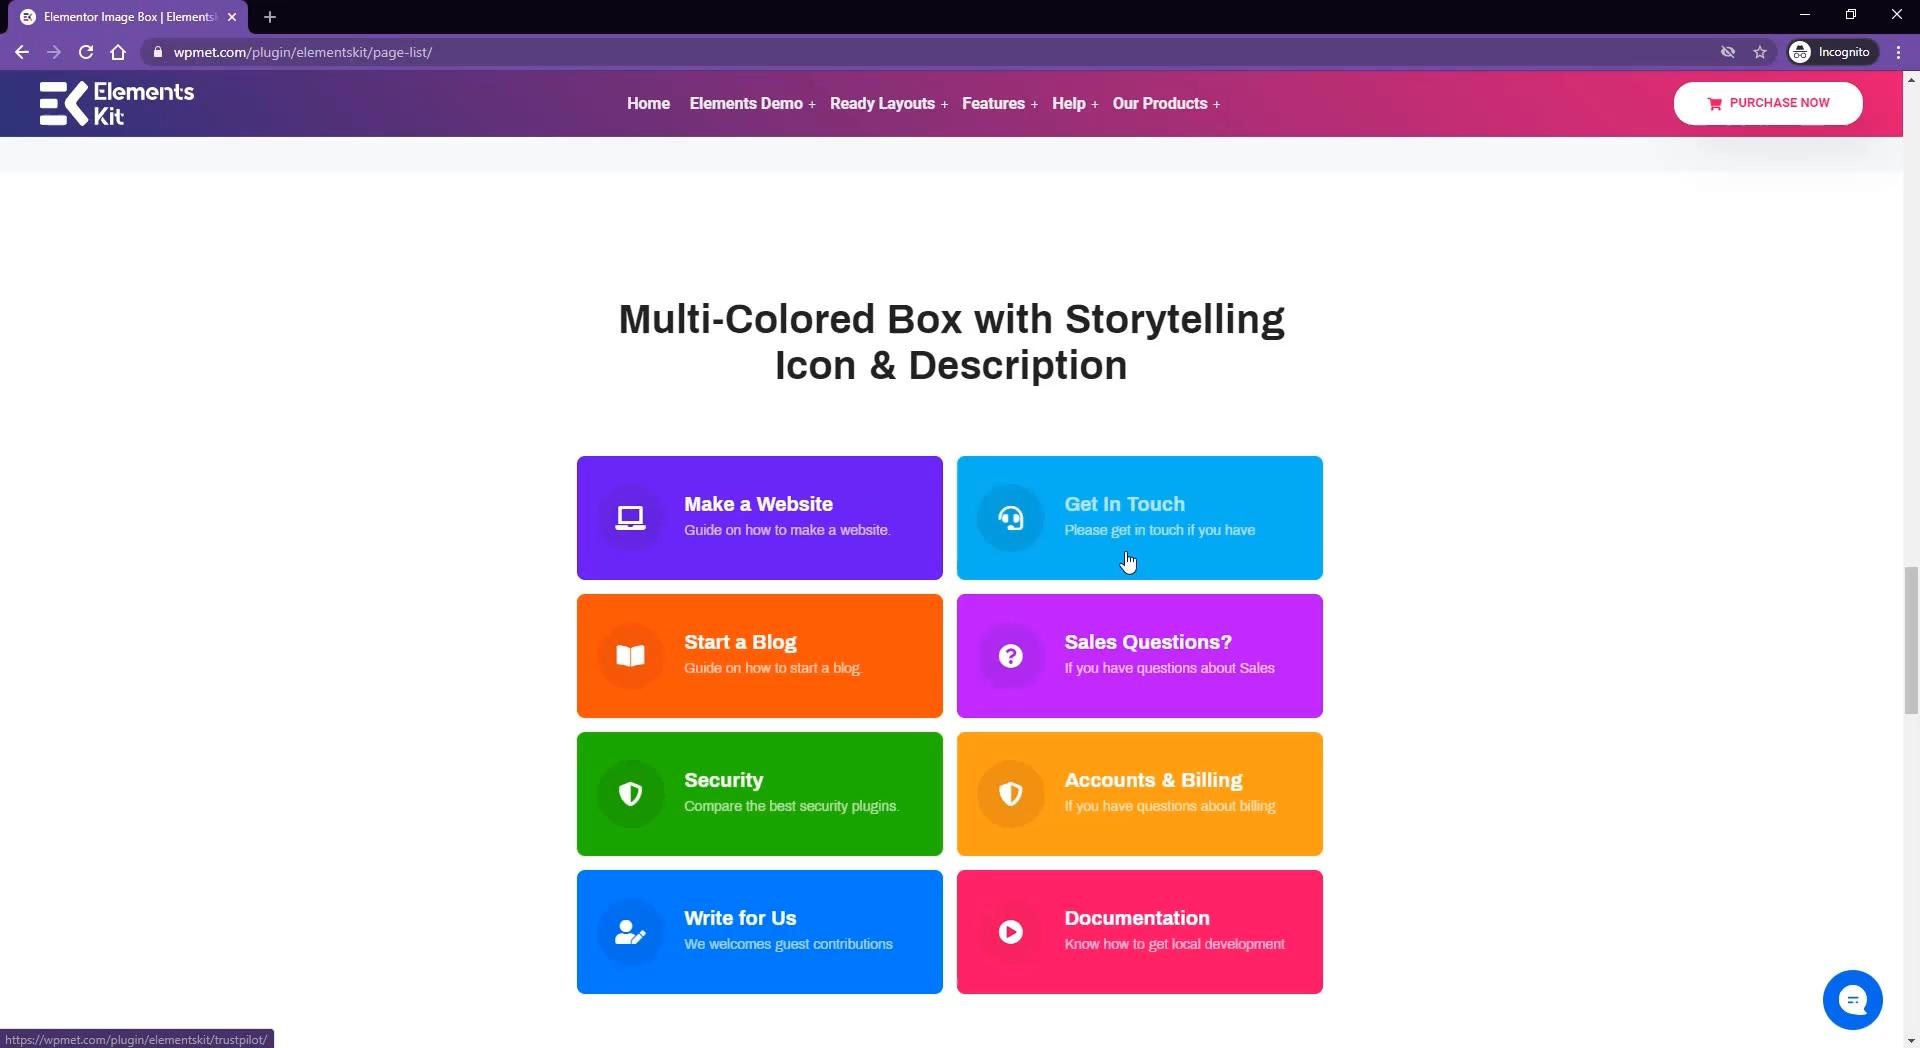 Elementor Image Box | Elements
wpmet.com/plugin/elementskit/page-list/
Incognito
Elements
Kit
Home
Elements Demo +
Ready Layouts +
Features +
Help +
Our Products +
PURCHASE NOW
Multi-Colored Box with Storytelling
Icon & Description
Make a Website
Guide on how to make a website.
Get In Touch
Please get in touch if you have
Start a Blog
Guide on how to start a blog.
Sales Questions?
If you have questions about Sales
Security
Compare the best security plugins.
Accounts & Billing
If you have questions about billing
Write for Us
We welcomes guest contributions
Documentation
Know how to get local development
https://wpmet.com/plugin/elementskit/trustpilot/